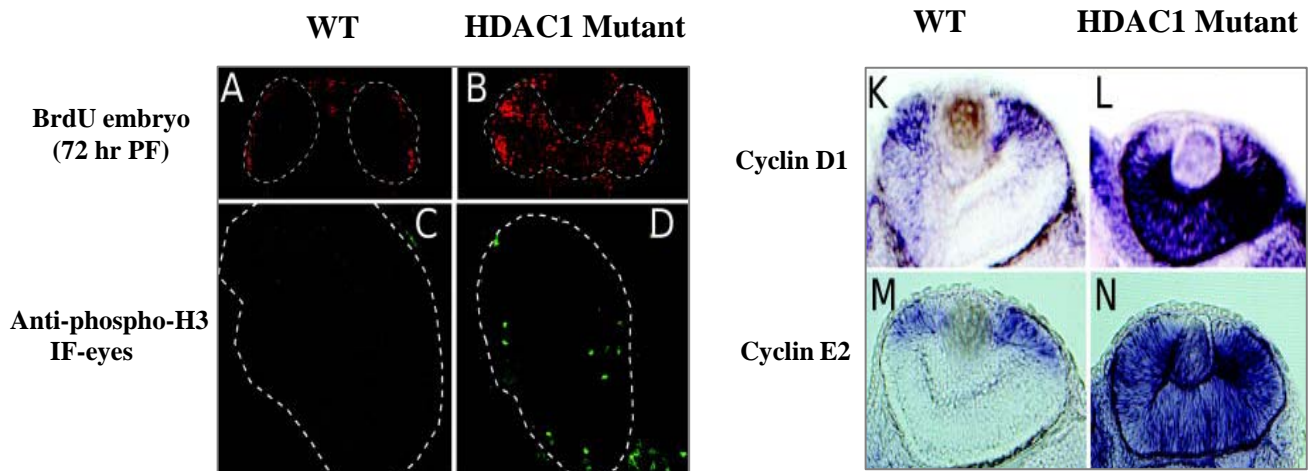 WT
HDAC1 Mutant
BrdU embryo
(72 hr PF)
A
B
Anti-phospho-H3
IF-eyes
C
D
WT
HDAC1 Mutant
Cyclin D1
K
L
Cyclin E2
M
N